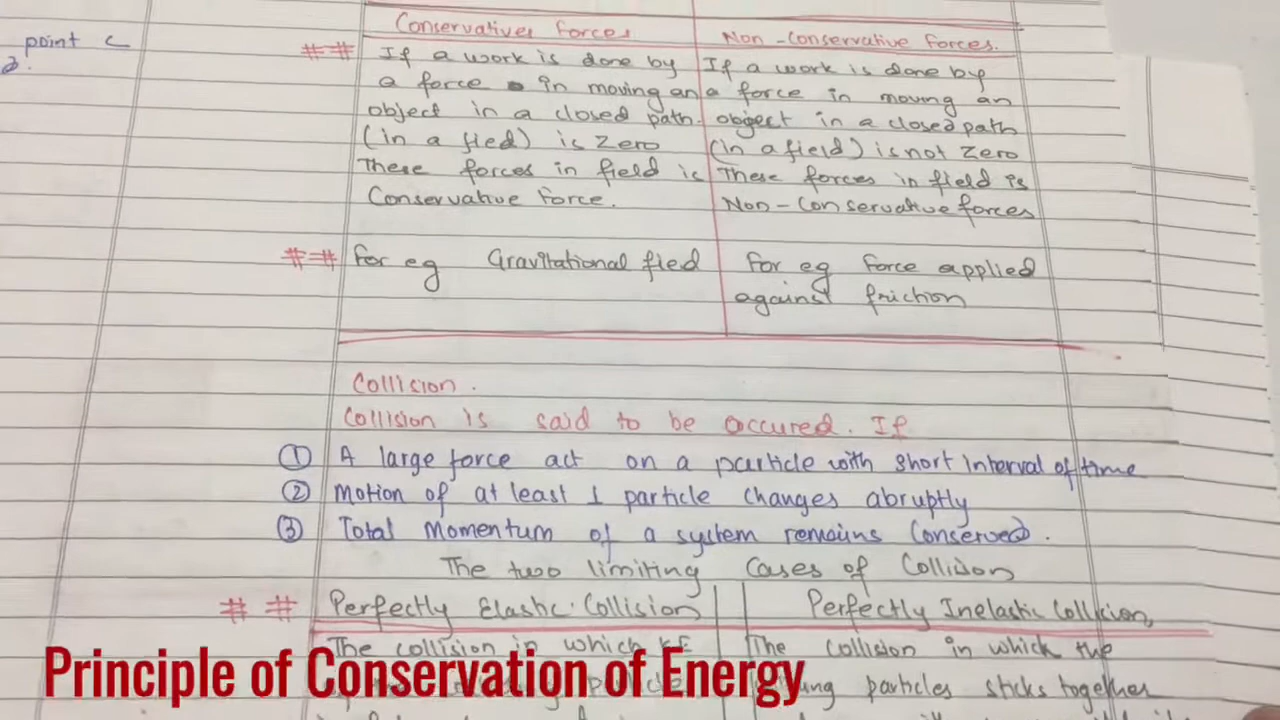 point c
2.
Conservatives forces
Non-Conservative forces.
## If a work is done by
a force in moving an
object in a closed path.
(in a fied) is zero
These forces in field is
Conservative force.
If a work is done by
a force in moving an
object in a closed path
(in a field) is not zero
These forces in field is
Non-Conservative forces
## for eg Gravitational fied
for eg force applied
against friction
Collision.
Collision is said to be occured. If
① A large force act on a particle with short interval of time
② Motion of at least 1 particle changes abruptly
③ Total Momentum of a system remains Conserved.
The two limiting Cases of Collision
## Perfectly Elastic Collision
Perfectly Inelastic Collision,
The collision in which KE
The collision in which the
particles sticks together
Principle of Conservation of Energy